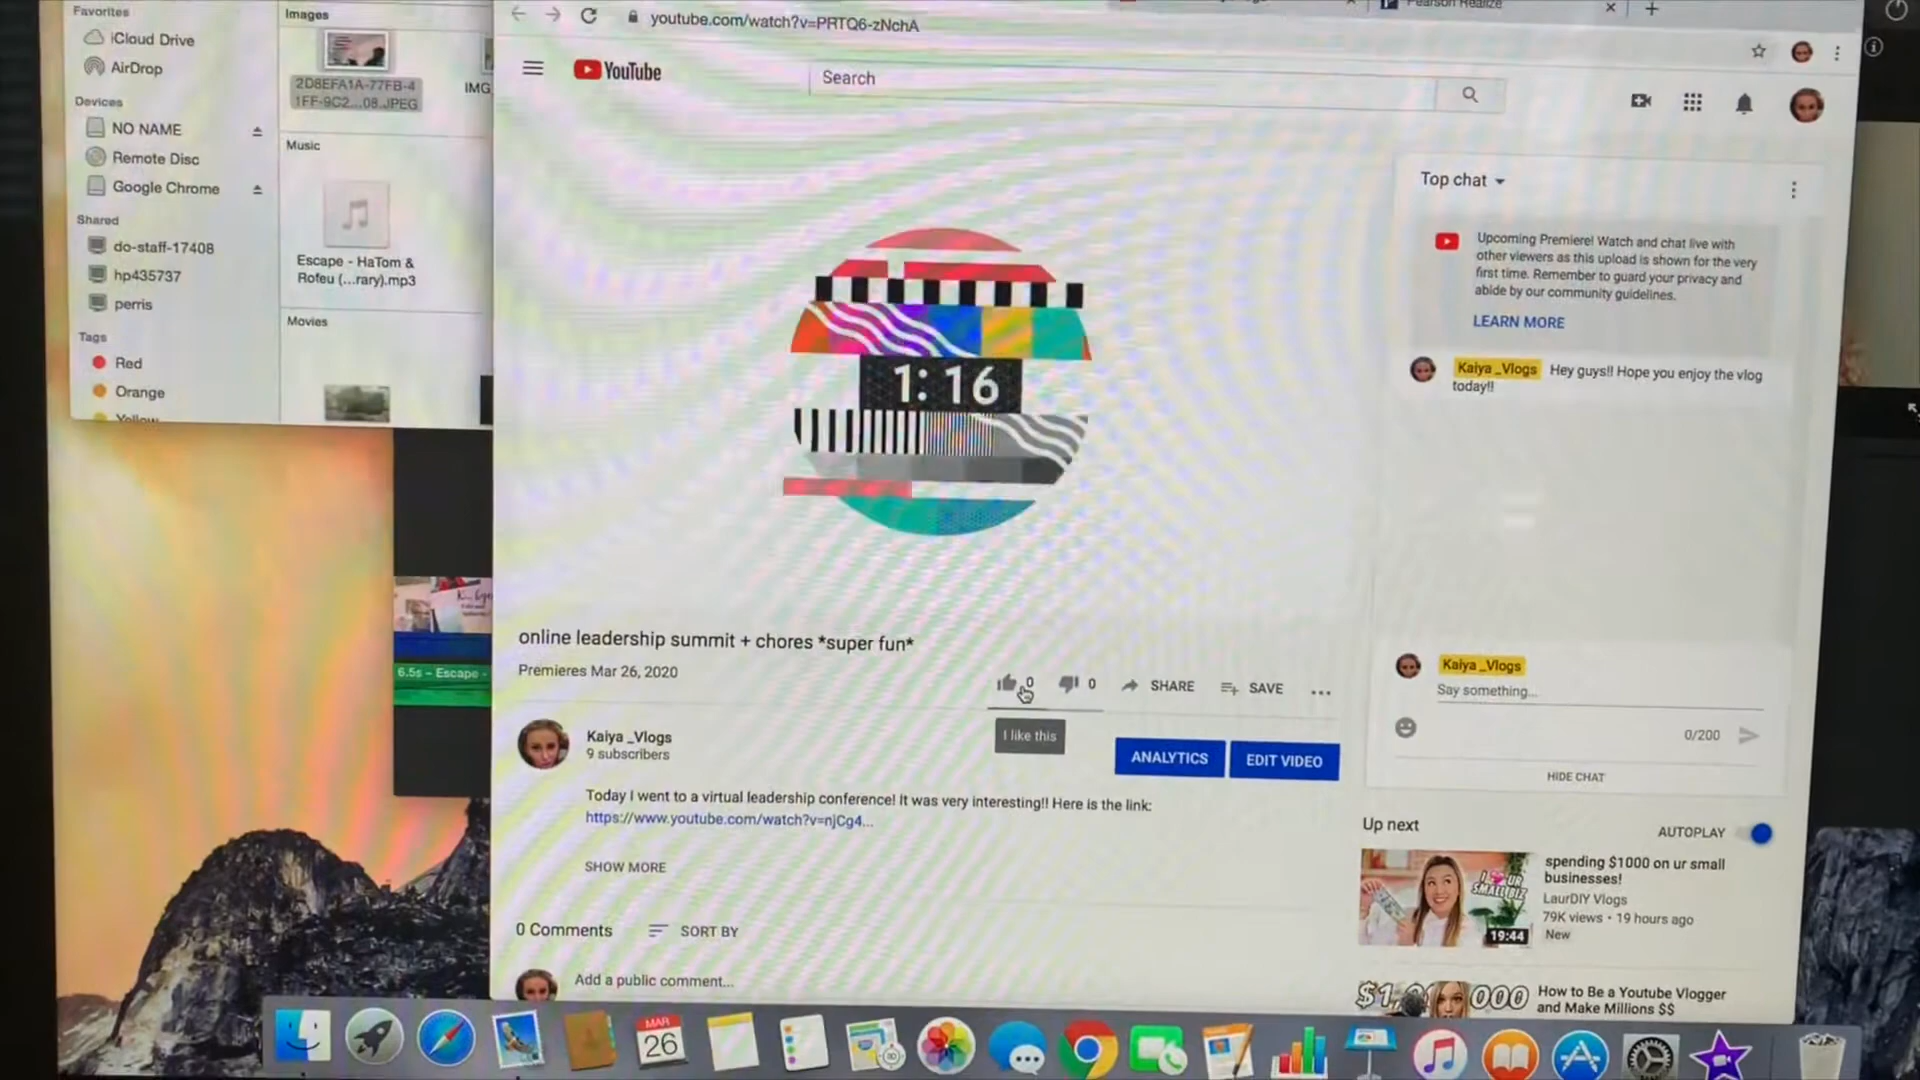 Favorites
iCloud Drive
AirDrop
Devices
NO NAME
Remote Disc
Google Chrome
Shared
do-staff-17408
hp435737
perris
Tags
Red
Orange
Yellow
Images
2D8EFA1A-77FB-4
1FF-9C2...08.JPEG
IMG
Music
Escape - HaTom &
Rofeu (...rary).mp3
Movies
6.5s - Escape -
Pearson Realize
youtube.com/watch?v=PRTQ6-zNchA
YouTube
Search
1: 16
online leadership summit + chores *super fun*
Premieres Mar 26, 2020
0
0
SHARE
SAVE
I like this
Kaiya _Vlogs
9 subscribers
ANALYTICS
EDIT VIDEO
Today I went to a virtual leadership conference! It was very interesting!! Here is the link:
https://www.youtube.com/watch?v=njCg4...
SHOW MORE
0 Comments
SORT BY
Add a public comment...
Top chat
Upcoming Premiere! Watch and chat live with
other viewers as this upload is shown for the very
first time. Remember to guard your privacy and
abide by our community guidelines.
LEARN MORE
Kaiya _Vlogs Hey guys!! Hope you enjoy the vlog
today!!
Kaiya _Vlogs
Say something...
0/200
HIDE CHAT
Up next
AUTOPLAY
I UR
SMALL BIZ
19:44
spending $1000 on ur small
businesses!
LaurDIY Vlogs
79K views • 19 hours ago
New
How to Be a Youtube Vlogger
and Make Millions $$
MAR
26